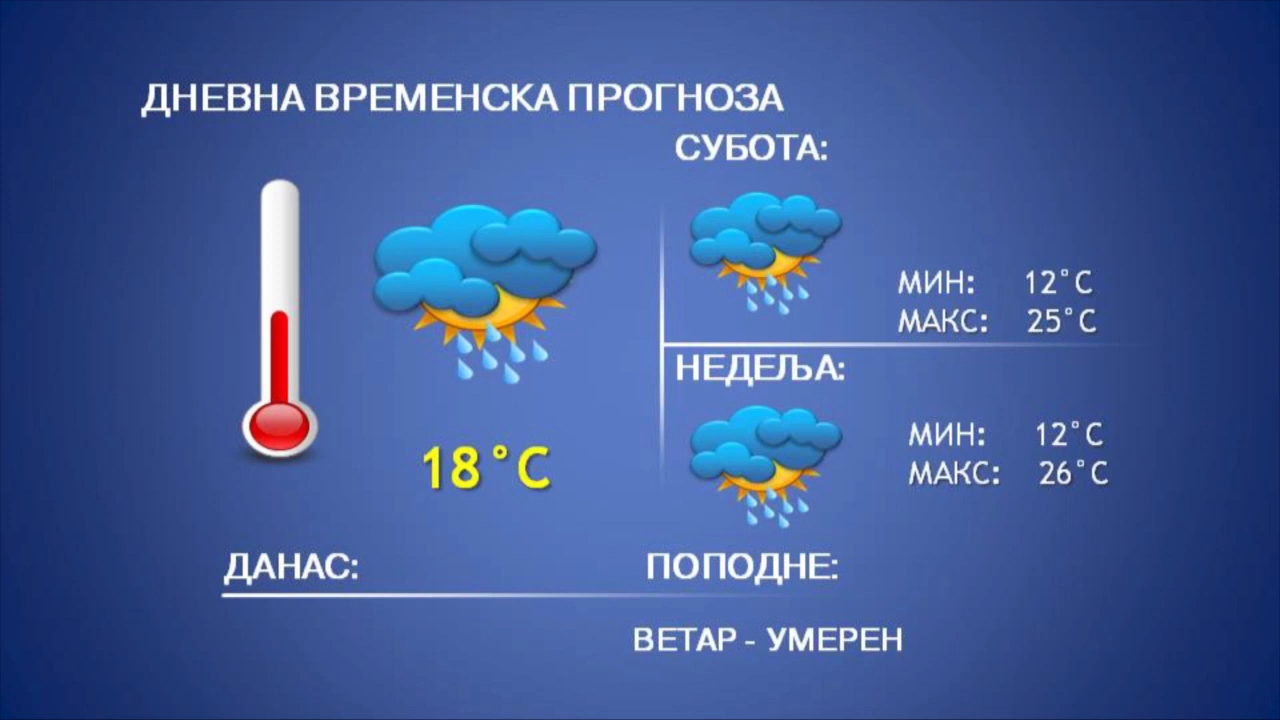 ДНЕВНА ВРЕМЕНСКА ПРОГНОЗА
СУБОТА:
МИН: 12°C
МАКС: 25°C
НЕДЕЉА:
МИН: 12°C
МАКС: 26°C
18°C
ДАНАС:
ПОПОДНЕ:
ВЕТАР - УМЕРЕН